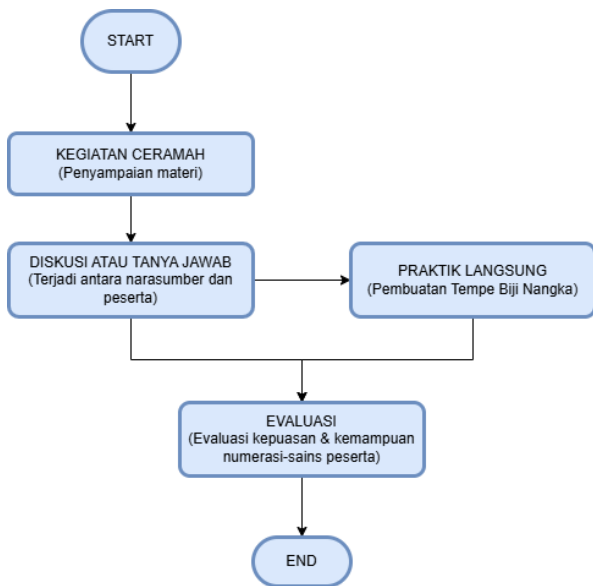 START
KEGIATAN CERAMAH
(Penyampaian materi)
DISKUSI ATAU TANYA JAWAB
(Terjadi antara narasumber dan
peserta)
PRAKTIK LANGSUNG
(Pembuatan Tempe Biji Nangka)
EVALUASI
(Evaluasi kepuasan & kemampuan
numerasi-sains peserta)
END